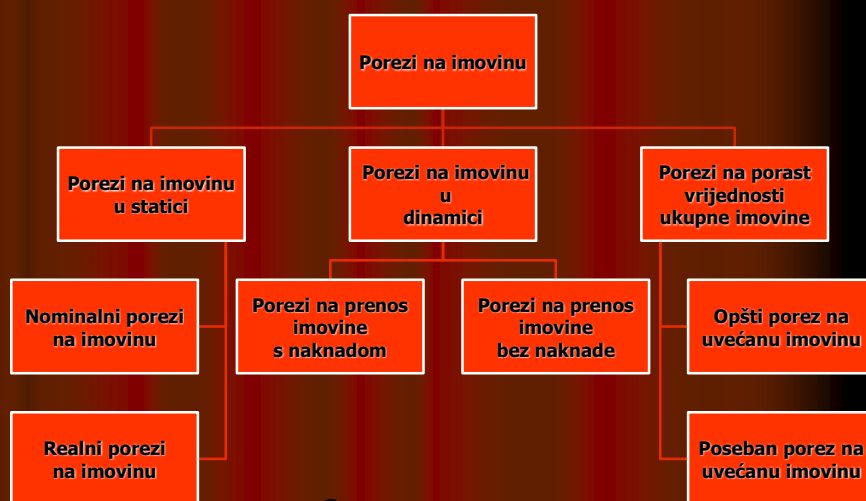 Porezi na imovinu
Porezi na imovinu
u statici
Porezi na imovinu
u
dinamici
Porezi na porast
vrijednosti
ukupne imovine
Nominalni porezi
na imovinu
Porezi na prenos
imovine
s naknadom
Porezi na prenos
imovine
bez naknade
Opšti porez na
uvećanu imovinu
Realni porezi
na imovinu
Poseban porez na
uvećanu imovinu